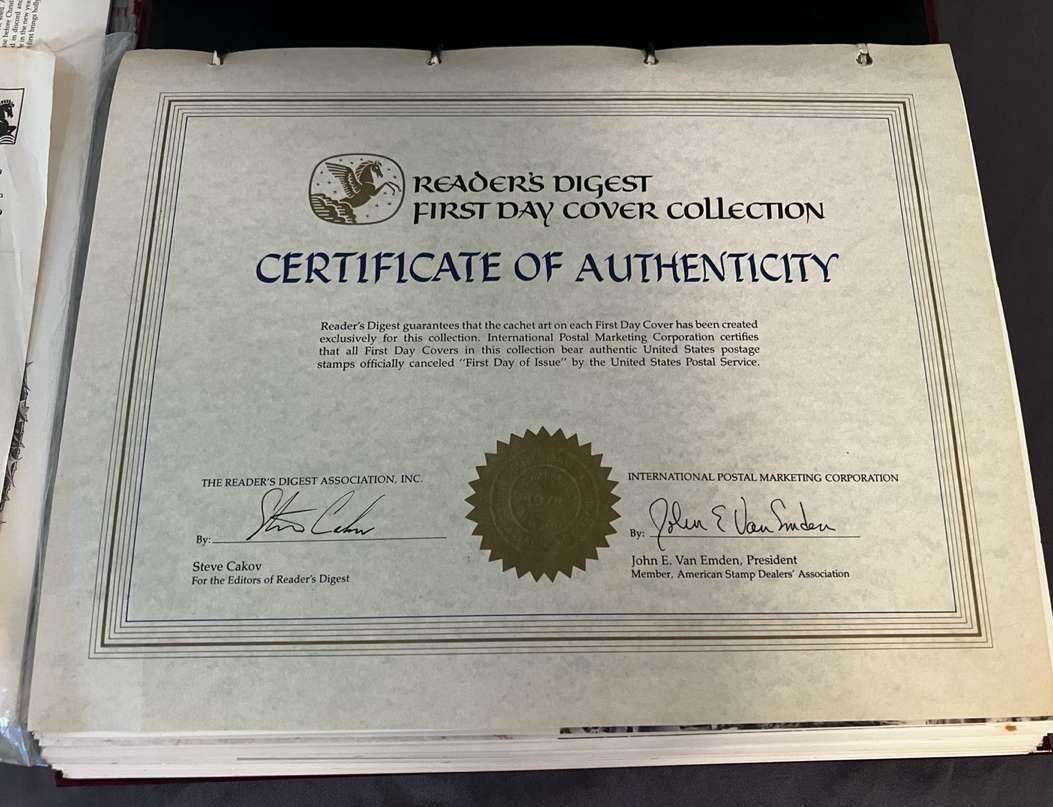 READER'S DIGEST
FIRST DAY COVER COLLECTION
CERTIFICATE OF AUTHENTICITY
Reader's Digest guarantees that the cachet art on each First Day Cover has been created
exclusively for this collection. International Postal Marketing Corporation certifies
that all First Day Covers in this collection bear authentic United States postage
stamps officially canceled "First Day of Issue" by the United States Postal Service.
THE READER'S DIGEST ASSOCIATION, INC.
By: Steve Cakov
Steve Cakov
For the Editors of Reader's Digest
INTERNATIONAL POSTAL MARKETING CORPORATION
By: John E Van Emden
John E. Van Emden, President
Member, American Stamp Dealers' Association